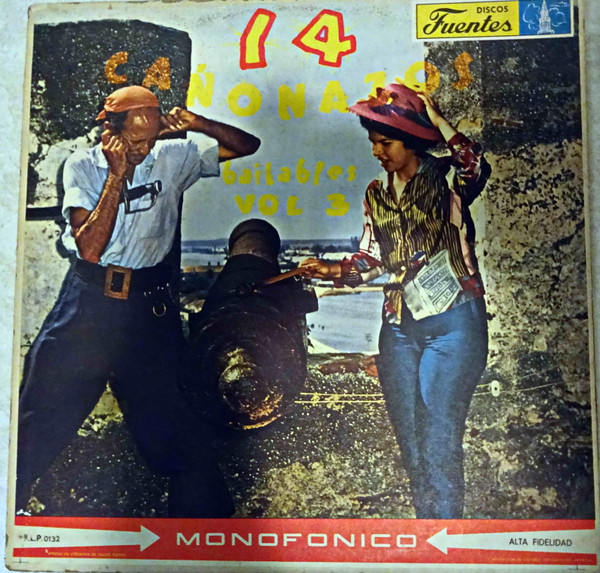 14
CAÑONAZOS
bailables
VOL 3
DISCOS
Fuentes
L.P. 0132
MONOFONICO
ALTA FIDELIDAD